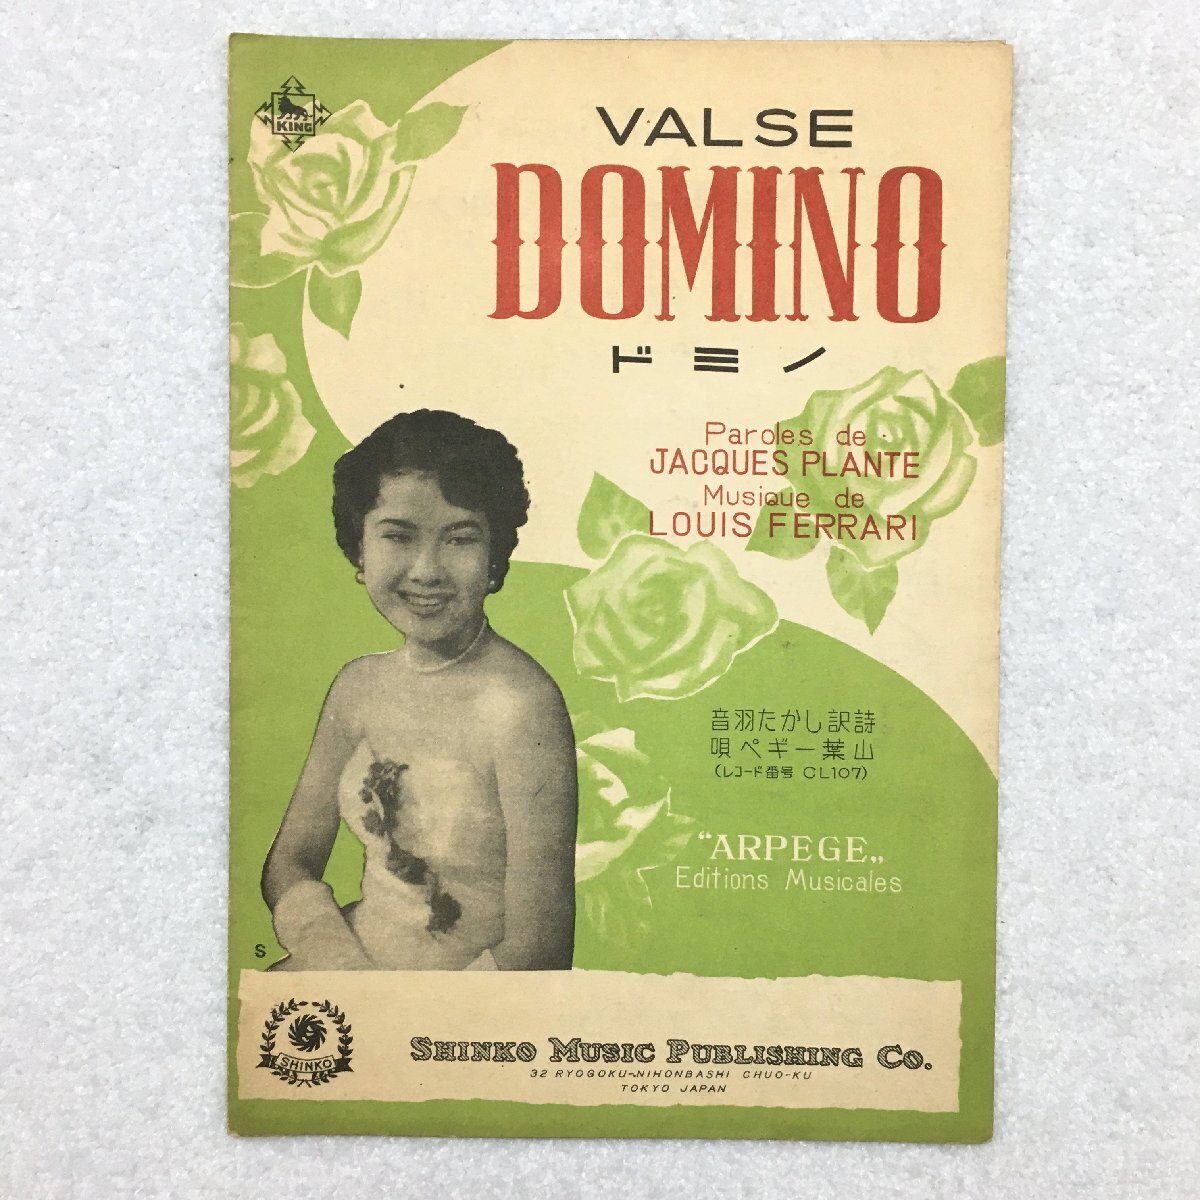 KING
VALSE
DOMINO
ドミノ
Paroles de
JACQUES PLANTE
Musique de
LOUIS FERRARI
音羽たかし訳詩
唄ペギー葉山
(レコード番号 CL107)
"ARPEGE„
Editions Musicales
S
SHINKO
SHINKO MUSIC PUBLISHING CO.
32 RYOGOKU-NIHONBASHI CHUO-KU
TOKYO JAPAN